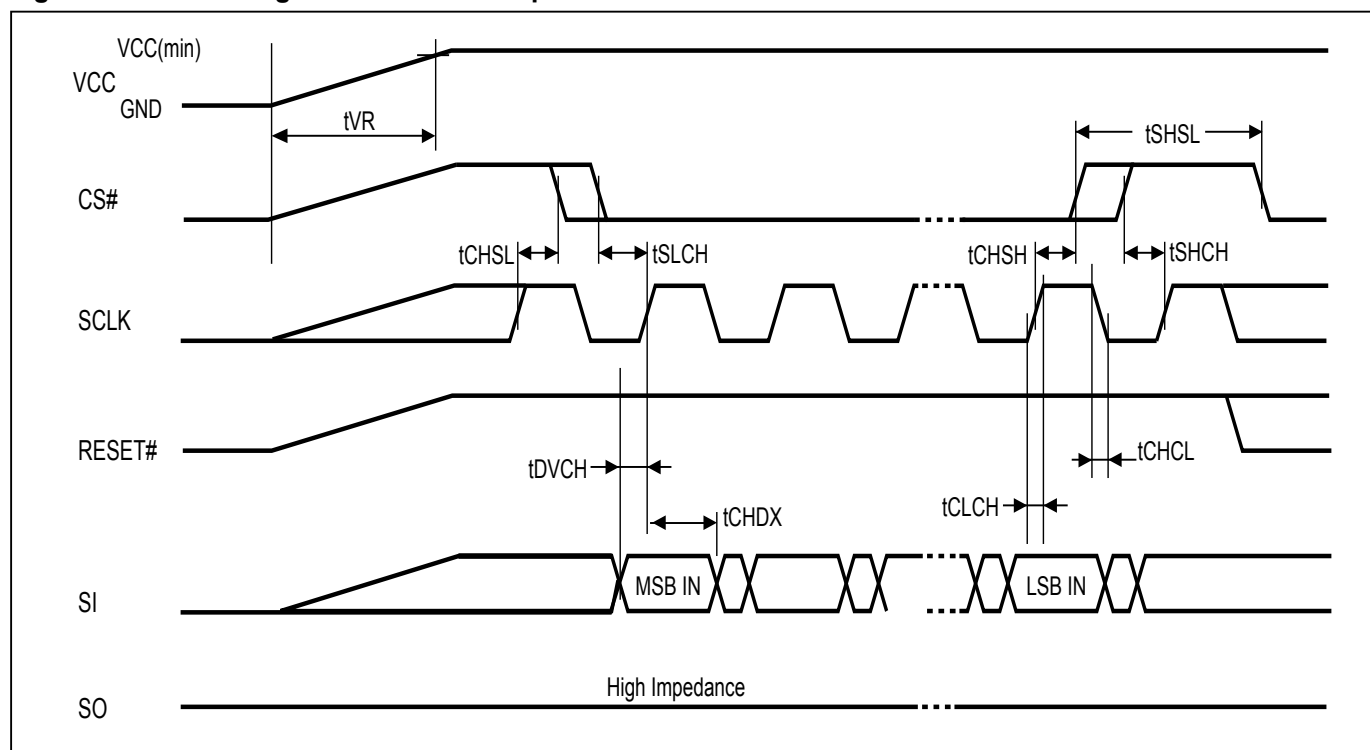 VCC(min)
VCC
GND
tVR
tSHSL
CS#
tCHSL
tSLCH
tCHSH
tSHCH
SCLK
RESET#
tDVCH
tCHCL
tCLCH
tCHDX
SI
MSB IN
LSB IN
High Impedance
SO